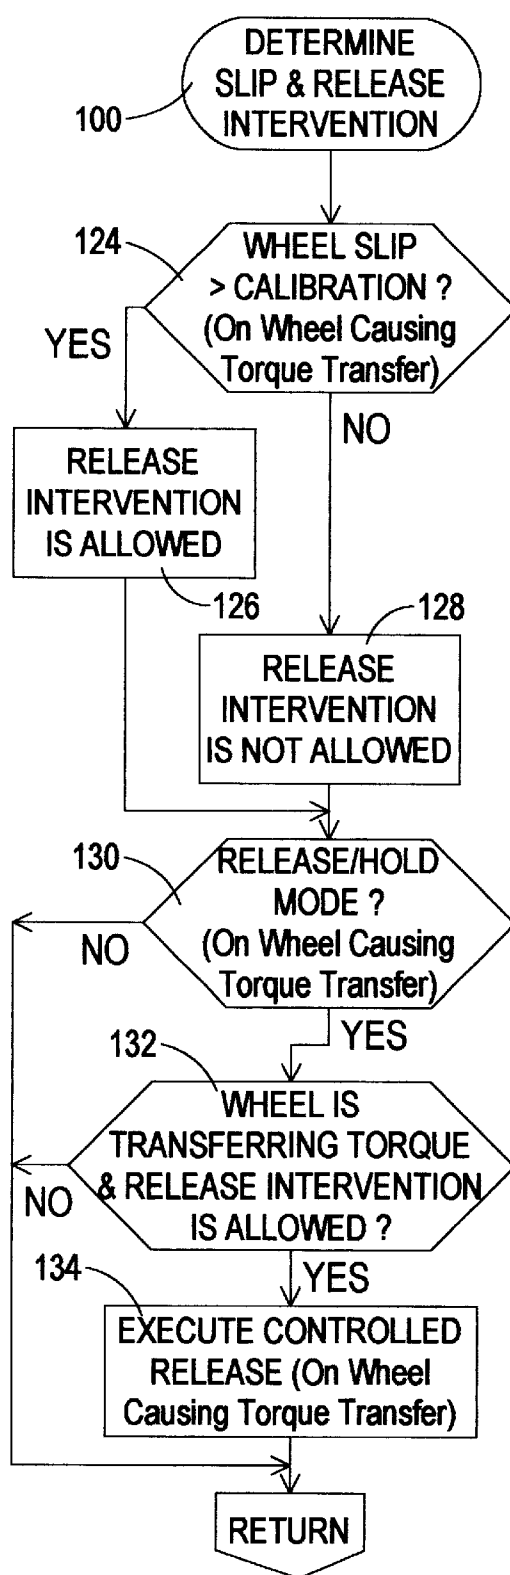 DETERMINE
SLIP & RELEASE
INTERVENTION
100
124
WHEEL SLIP
> CALIBRATION ?
(On Wheel Causing
Torque Transfer)
YES
NO
RELEASE
INTERVENTION
IS ALLOWED
126
128
RELEASE
INTERVENTION
IS NOT ALLOWED
130
RELEASE/HOLD
MODE ?
(On Wheel Causing
Torque Transfer)
NO
YES
132
WHEEL IS
TRANSFERRING TORQUE
& RELEASE INTERVENTION
IS ALLOWED ?
NO
YES
134
EXECUTE CONTROLLED
RELEASE (On Wheel
Causing Torque Transfer)
RETURN